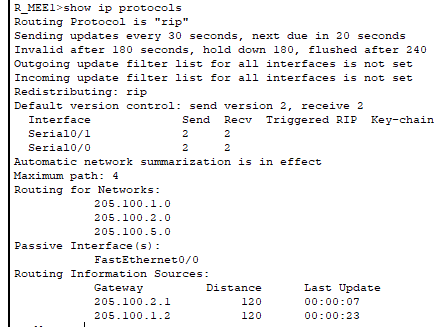 R_MEE1>show ip protocols
Routing Protocol is "rip"
Sending updates every 30 seconds, next due in 20 seconds
Invalid after 180 seconds, hold down 180, flushed after 240
Outgoing update filter list for all interfaces is not set
Incoming update filter list for all interfaces is not set
Redistributing: rip
Default version control: send version 2, receive 2
Interface Send Recv Triggered RIP Key-chain
Serial0/1 2 2
Serial0/0 2 2
Automatic network summarization is in effect
Maximum path: 4
Routing for Networks:
205.100.1.0
205.100.2.0
205.100.5.0
Passive Interface(s):
FastEthernet0/0
Routing Information Sources:
Gateway Distance Last Update
205.100.2.1 120 00:00:07
205.100.1.2 120 00:00:23